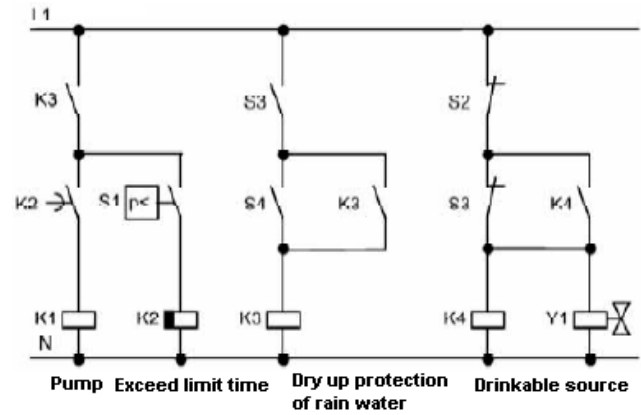 L1
K3
S3
S2
K2
S1
p<
S4
K3
S3
K4
K1
K2
K3
K4
Y1
N
Pump
Exceed limit time
Dry up protection
of rain water
Drinkable source